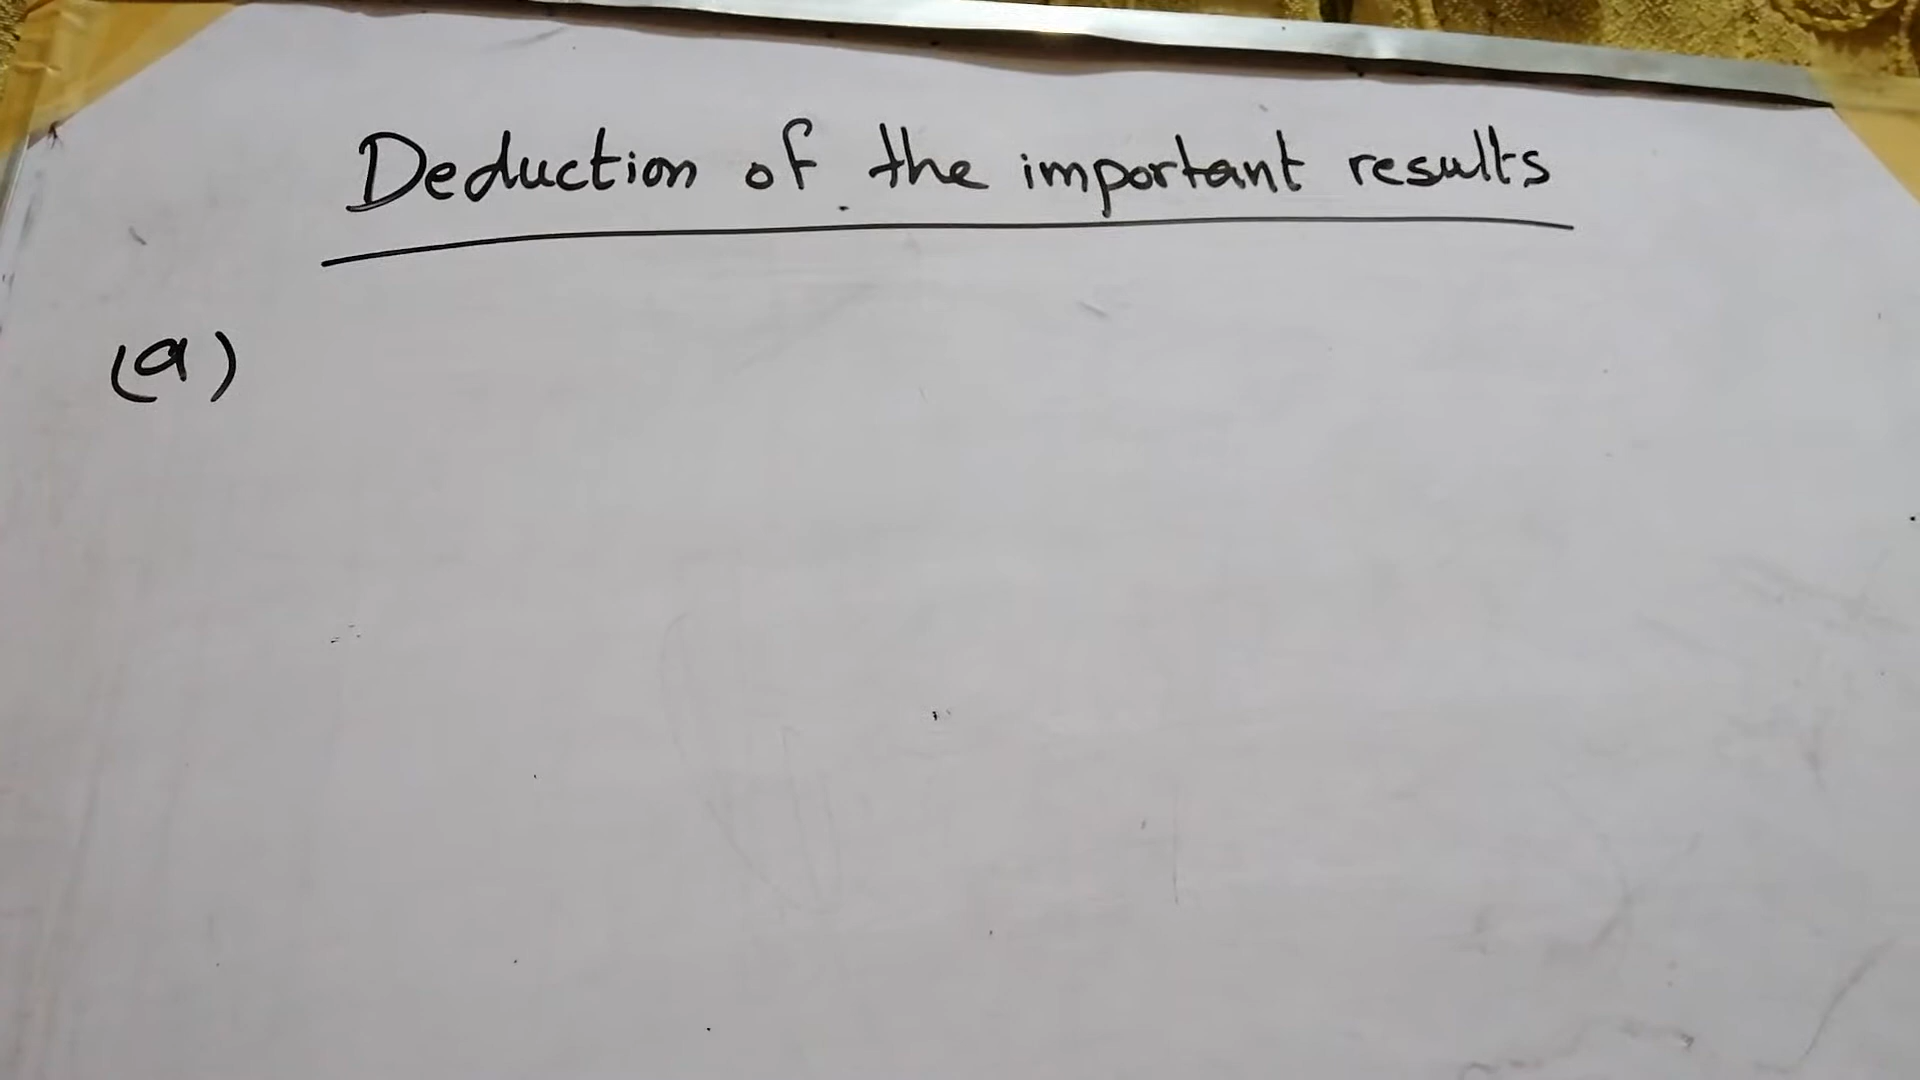 Deduction of the important results
(a)